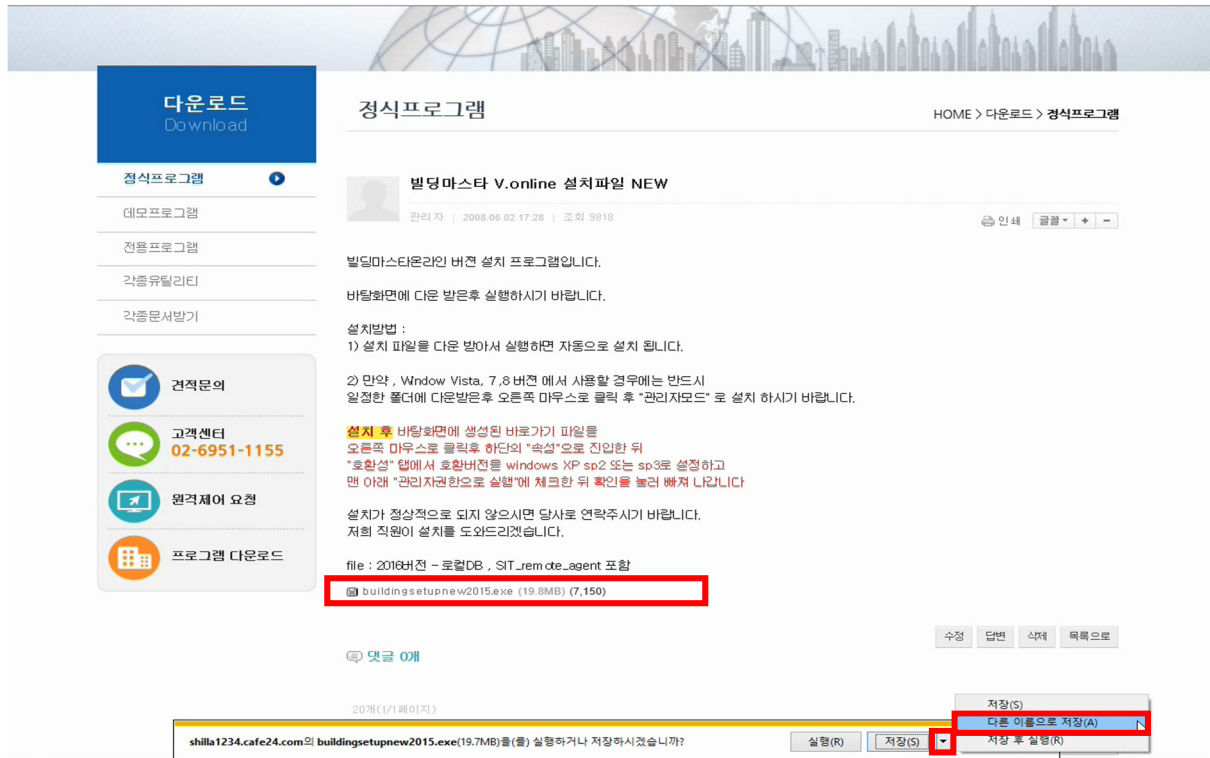 다운로드
Download
정식프로그램
데모프로그램
전용프로그램
각종유틸리티
각종문서받기
견적문의
고객센터
02-6951-1155
원격제어 요청
프로그램 다운로드
정식프로그램
HOME > 다운로드 > 정식프로그램
빌딩마스타 V.online 설치파일 NEW
관리자 | 2008.06.02 17:28 | 조회 9818
인쇄 글꼴 + -
빌딩마스타온라인 버젼 설치 프로그램입니다.
바탕화면에 다운 받은후 실행하시기 바랍니다.
설치방법 :
1) 설치 파일을 다운 받아서 실행하면 자동으로 설치 됩니다.
2) 만약 , Window Vista, 7,8 버젼 에서 사용할 경우에는 반드시
일정한 폴더에 다운받은후 오른쪽 마우스로 클릭 후 "관리자모드" 로 설치 하시기 바랍니다.
설치 후 바탕화면에 생성된 바로가기 파일을
오른쪽 마우스로 클릭후 하단의 "속성"으로 진입한 뒤
"호환성" 탭에서 호환버전을 windows XP sp2 또는 sp3로 설정하고
맨 아래 "관리자권한으로 실행"에 체크한 뒤 확인을 눌러 빠져 나갑니다
설치가 정상적으로 되지 않으시면 당사로 연락주시기 바랍니다.
저희 직원이 설치를 도와드리겠습니다.
file : 2016버전 - 로컬DB , SIT_remote_agent 포함
buildingsetupnew2015.exe (19.8MB) (7,150)
수정 답변 삭제 목록으로
댓글 0개
20개(1/1페이지)
저장(S)
다른 이름으로 저장(A)
저장 후 실행(R)
shilla1234.cafe24.com의 buildingsetupnew2015.exe(19.7MB)을(를) 실행하거나 저장하시겠습니까?
실행(R) 저장(S)